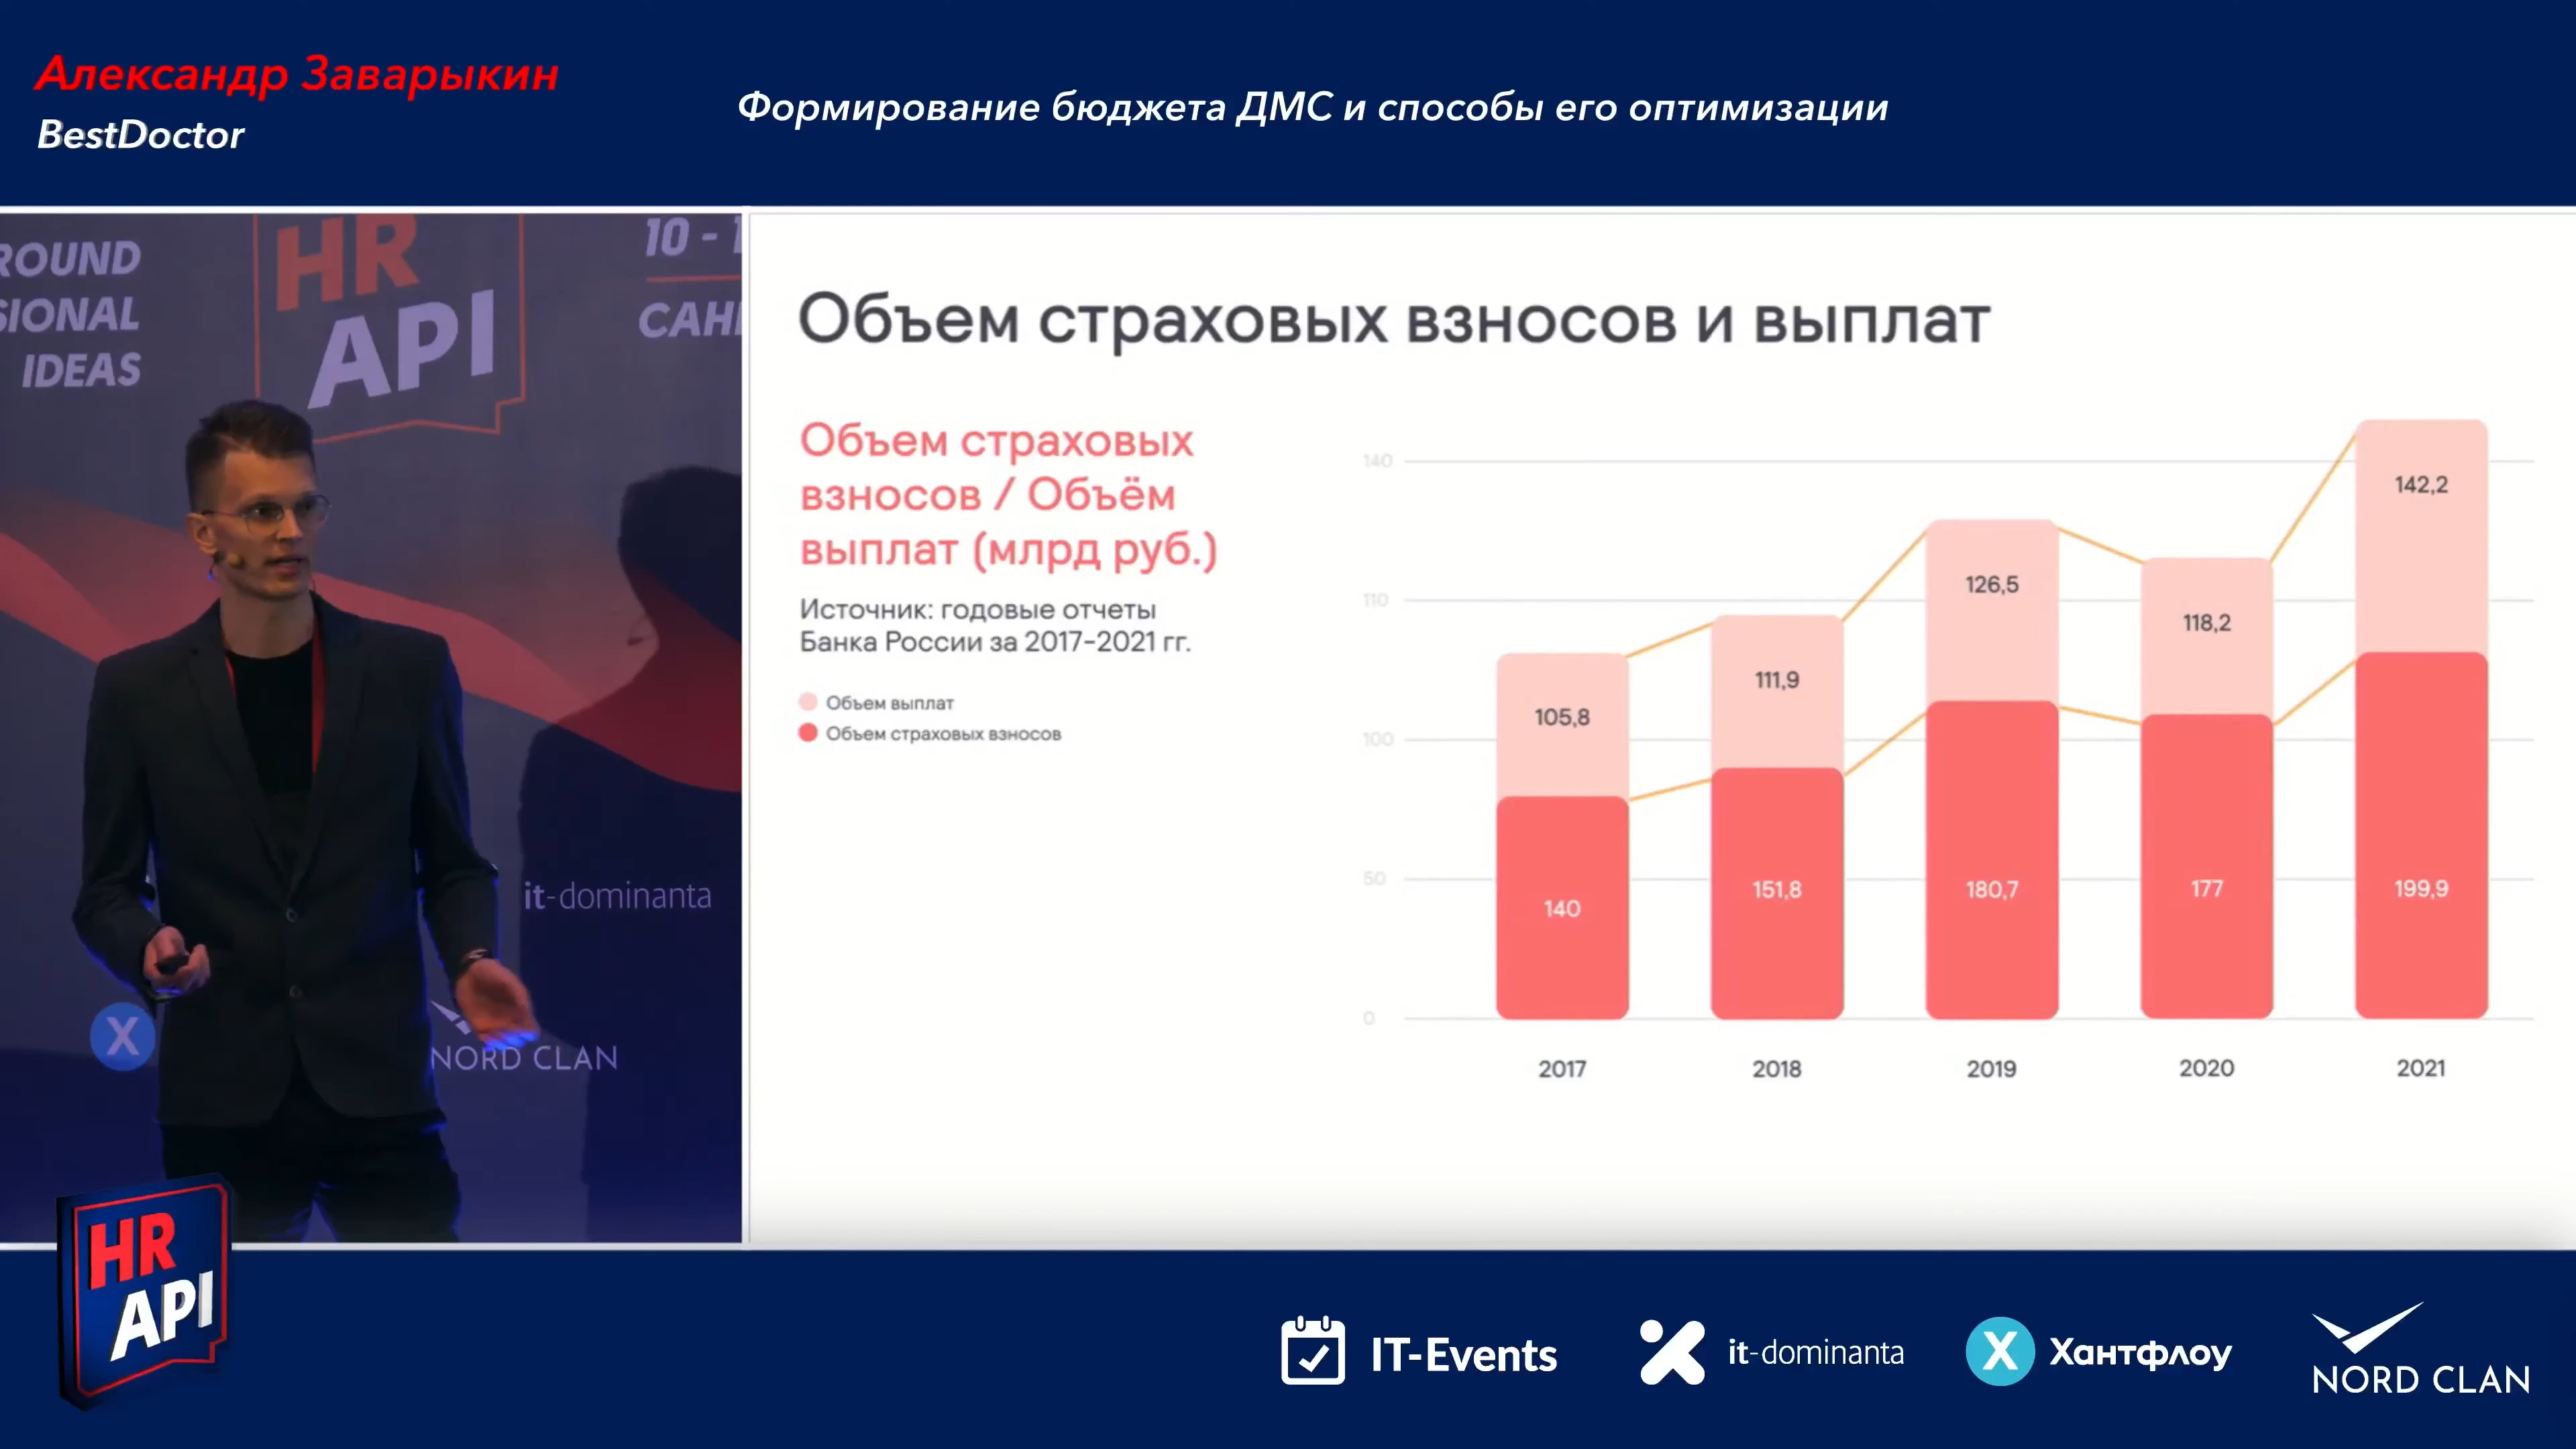 Александр Заварыкин
BestDoctor
Формирование бюджета ДМС и способы его оптимизации
ROUND
SIONAL
IDEAS
HR
API
10 - 1
САН
it-dominanta
X
NORD CLAN
Объем страховых взносов и выплат
Объем страховых
взносов / Объём
выплат (млрд руб.)
Источник: годовые отчеты
Банка России за 2017-2021 гг.
Объем выплат
Объем страховых взносов
140
110
100
50
0
105,8
111,9
126,5
118,2
142,2
140
151,8
180,7
177
199,9
2017
2018
2019
2020
2021
HR
API
IT-Events
it-dominanta
X Хантфлоу
NORD CLAN